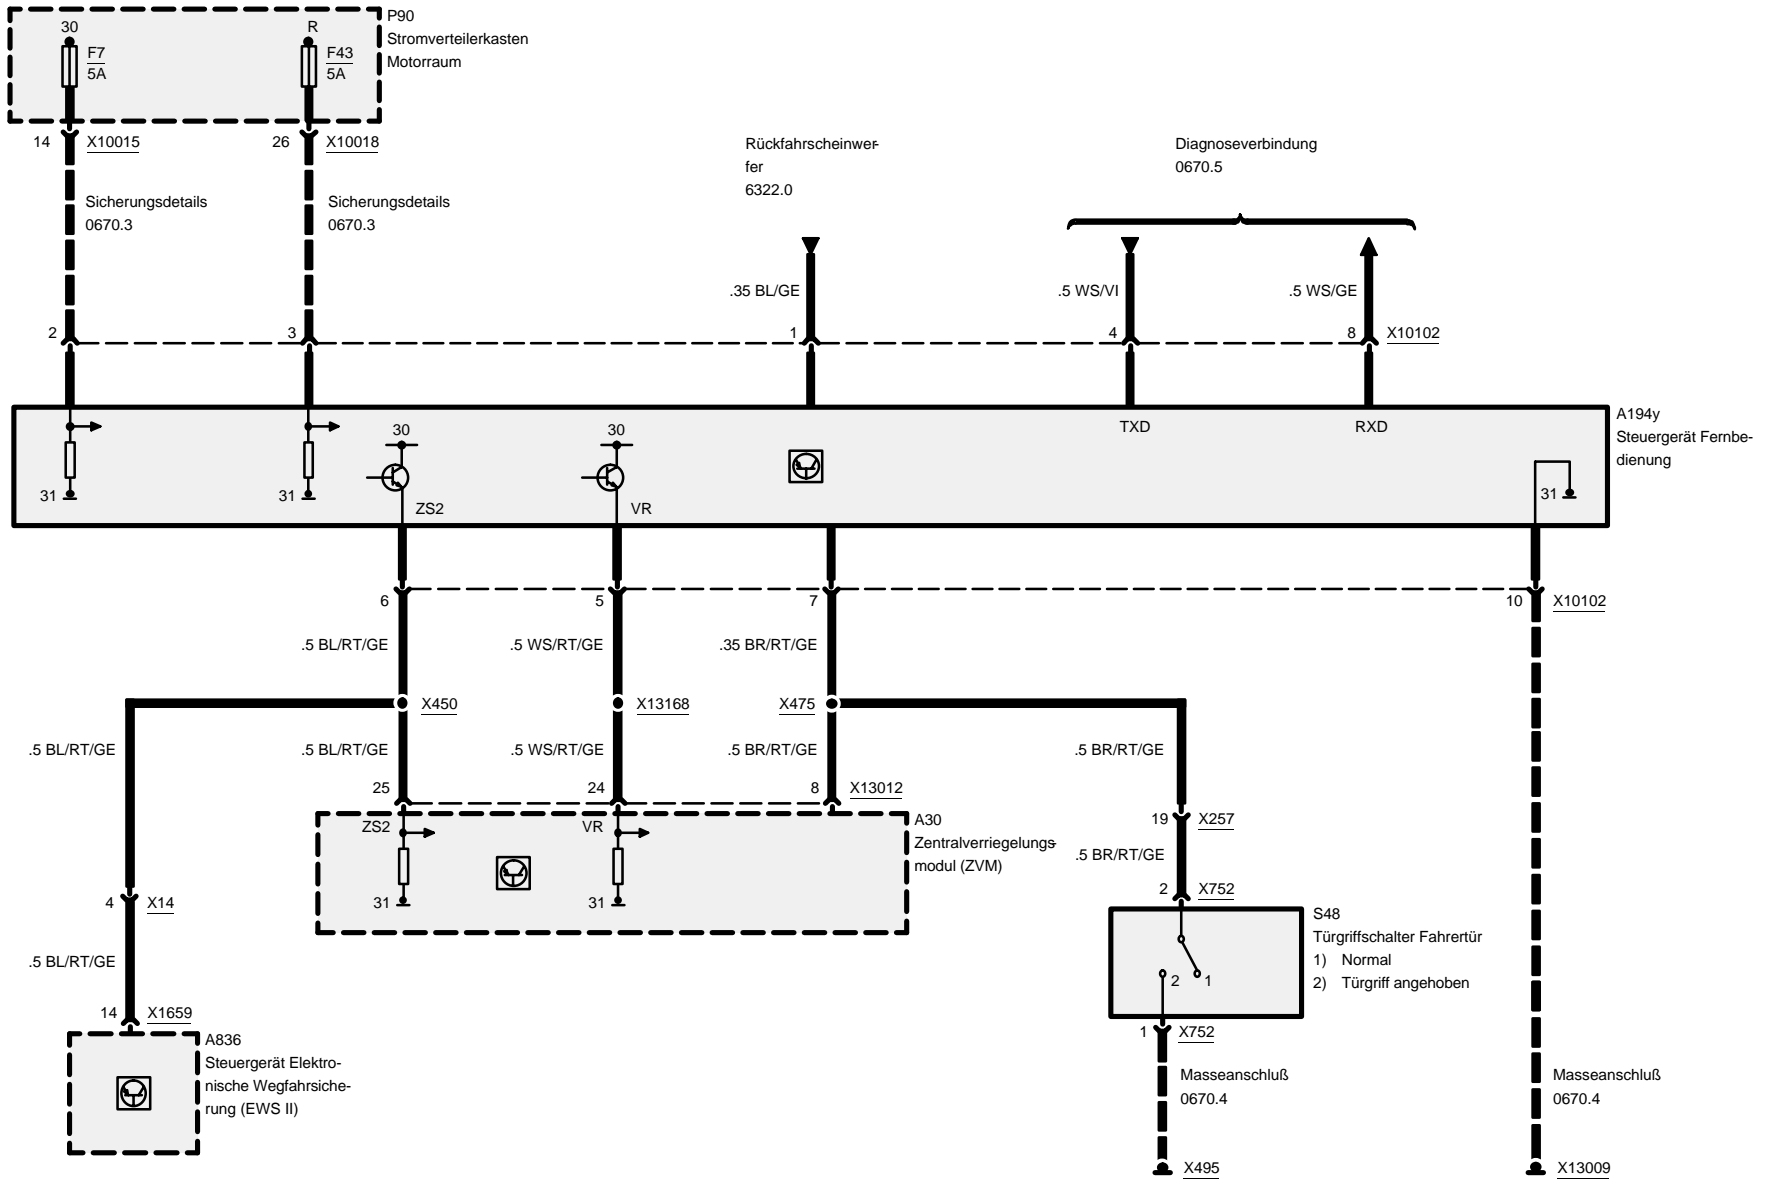 P90
Stromverteilerkasten
Motorraum
30
F7
5A
R
F43
5A
14
X10015
26
X10018
Sicherungsdetails
0670.3
Sicherungsdetails
0670.3
Rückfahrscheinwer-
fer
6322.0
Diagnoseverbindung
0670.5
.35 BL/GE
.5 WS/VI
.5 WS/GE
2
3
1
4
8
X10102
A194y
Steuergerät Fernbe-
dienung
TXD
RXD
30
30
31
31
31
ZS2
VR
6
5
7
10
X10102
.5 BL/RT/GE
.5 WS/RT/GE
.35 BR/RT/GE
X450
X13168
X475
.5 BL/RT/GE
.5 BL/RT/GE
.5 WS/RT/GE
.5 BR/RT/GE
.5 BR/RT/GE
25
24
8
X13012
A30
Zentralverriegelungs-
modul (ZVM)
ZS2
VR
31
31
19
X257
.5 BR/RT/GE
2
X752
4
X14
S48
Türgriffschalter Fahrertür
1) Normal
2) Türgriff angehoben
2
1
.5 BL/RT/GE
14
X1659
1
X752
A836
Steuergerät Elektro-
nische Wegfahrsiche-
rung (EWS II)
Masseanschluß
0670.4
Masseanschluß
0670.4
X495
X13009